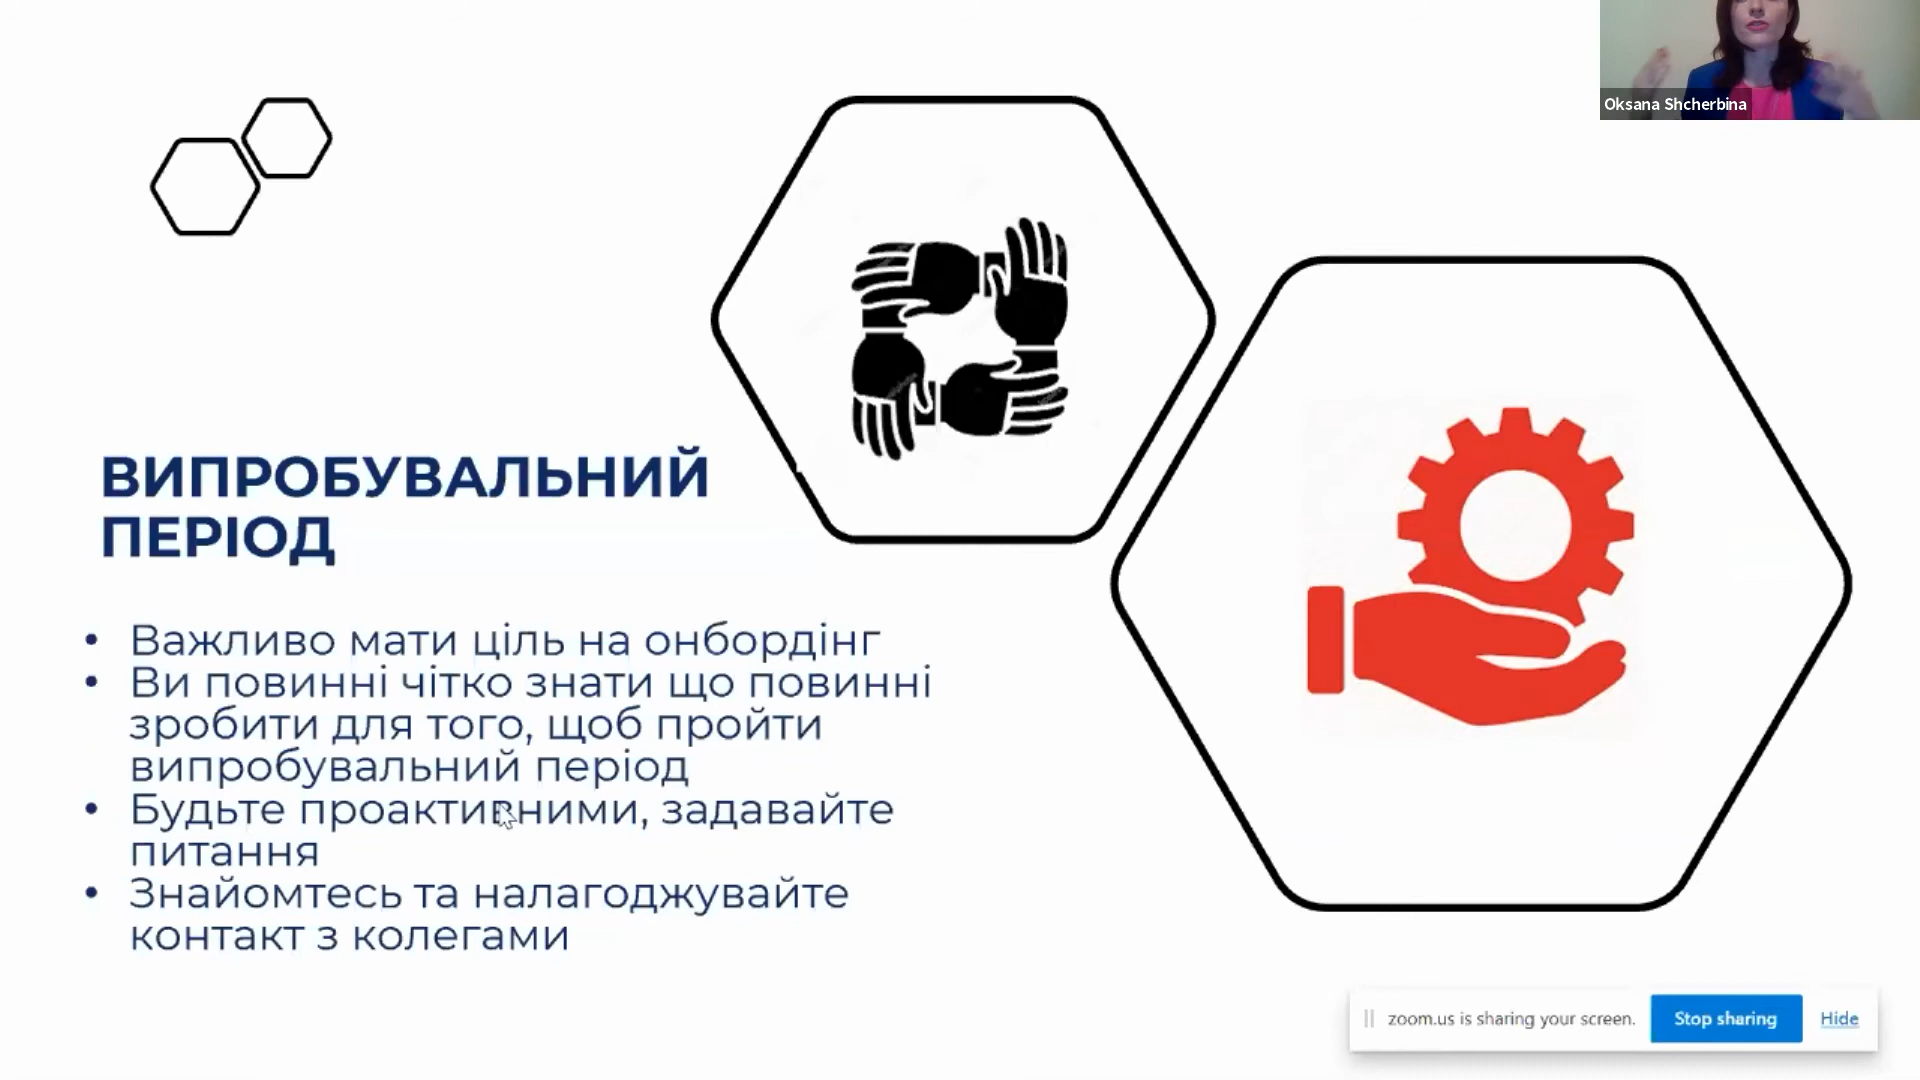 Oksana Shcherbina
ВИПРОБУВАЛЬНИЙ
ПЕРІОД
• Важливо мати ціль на онбордінг
• Ви повинні чітко знати що повинні
зробити для того, щоб пройти
випробувальний період
• Будьте проактивними, задавайте
питання
• Знайомтесь та налагоджувайте
контакт з колегами
zoom.us is sharing your screen. Stop sharing Hide